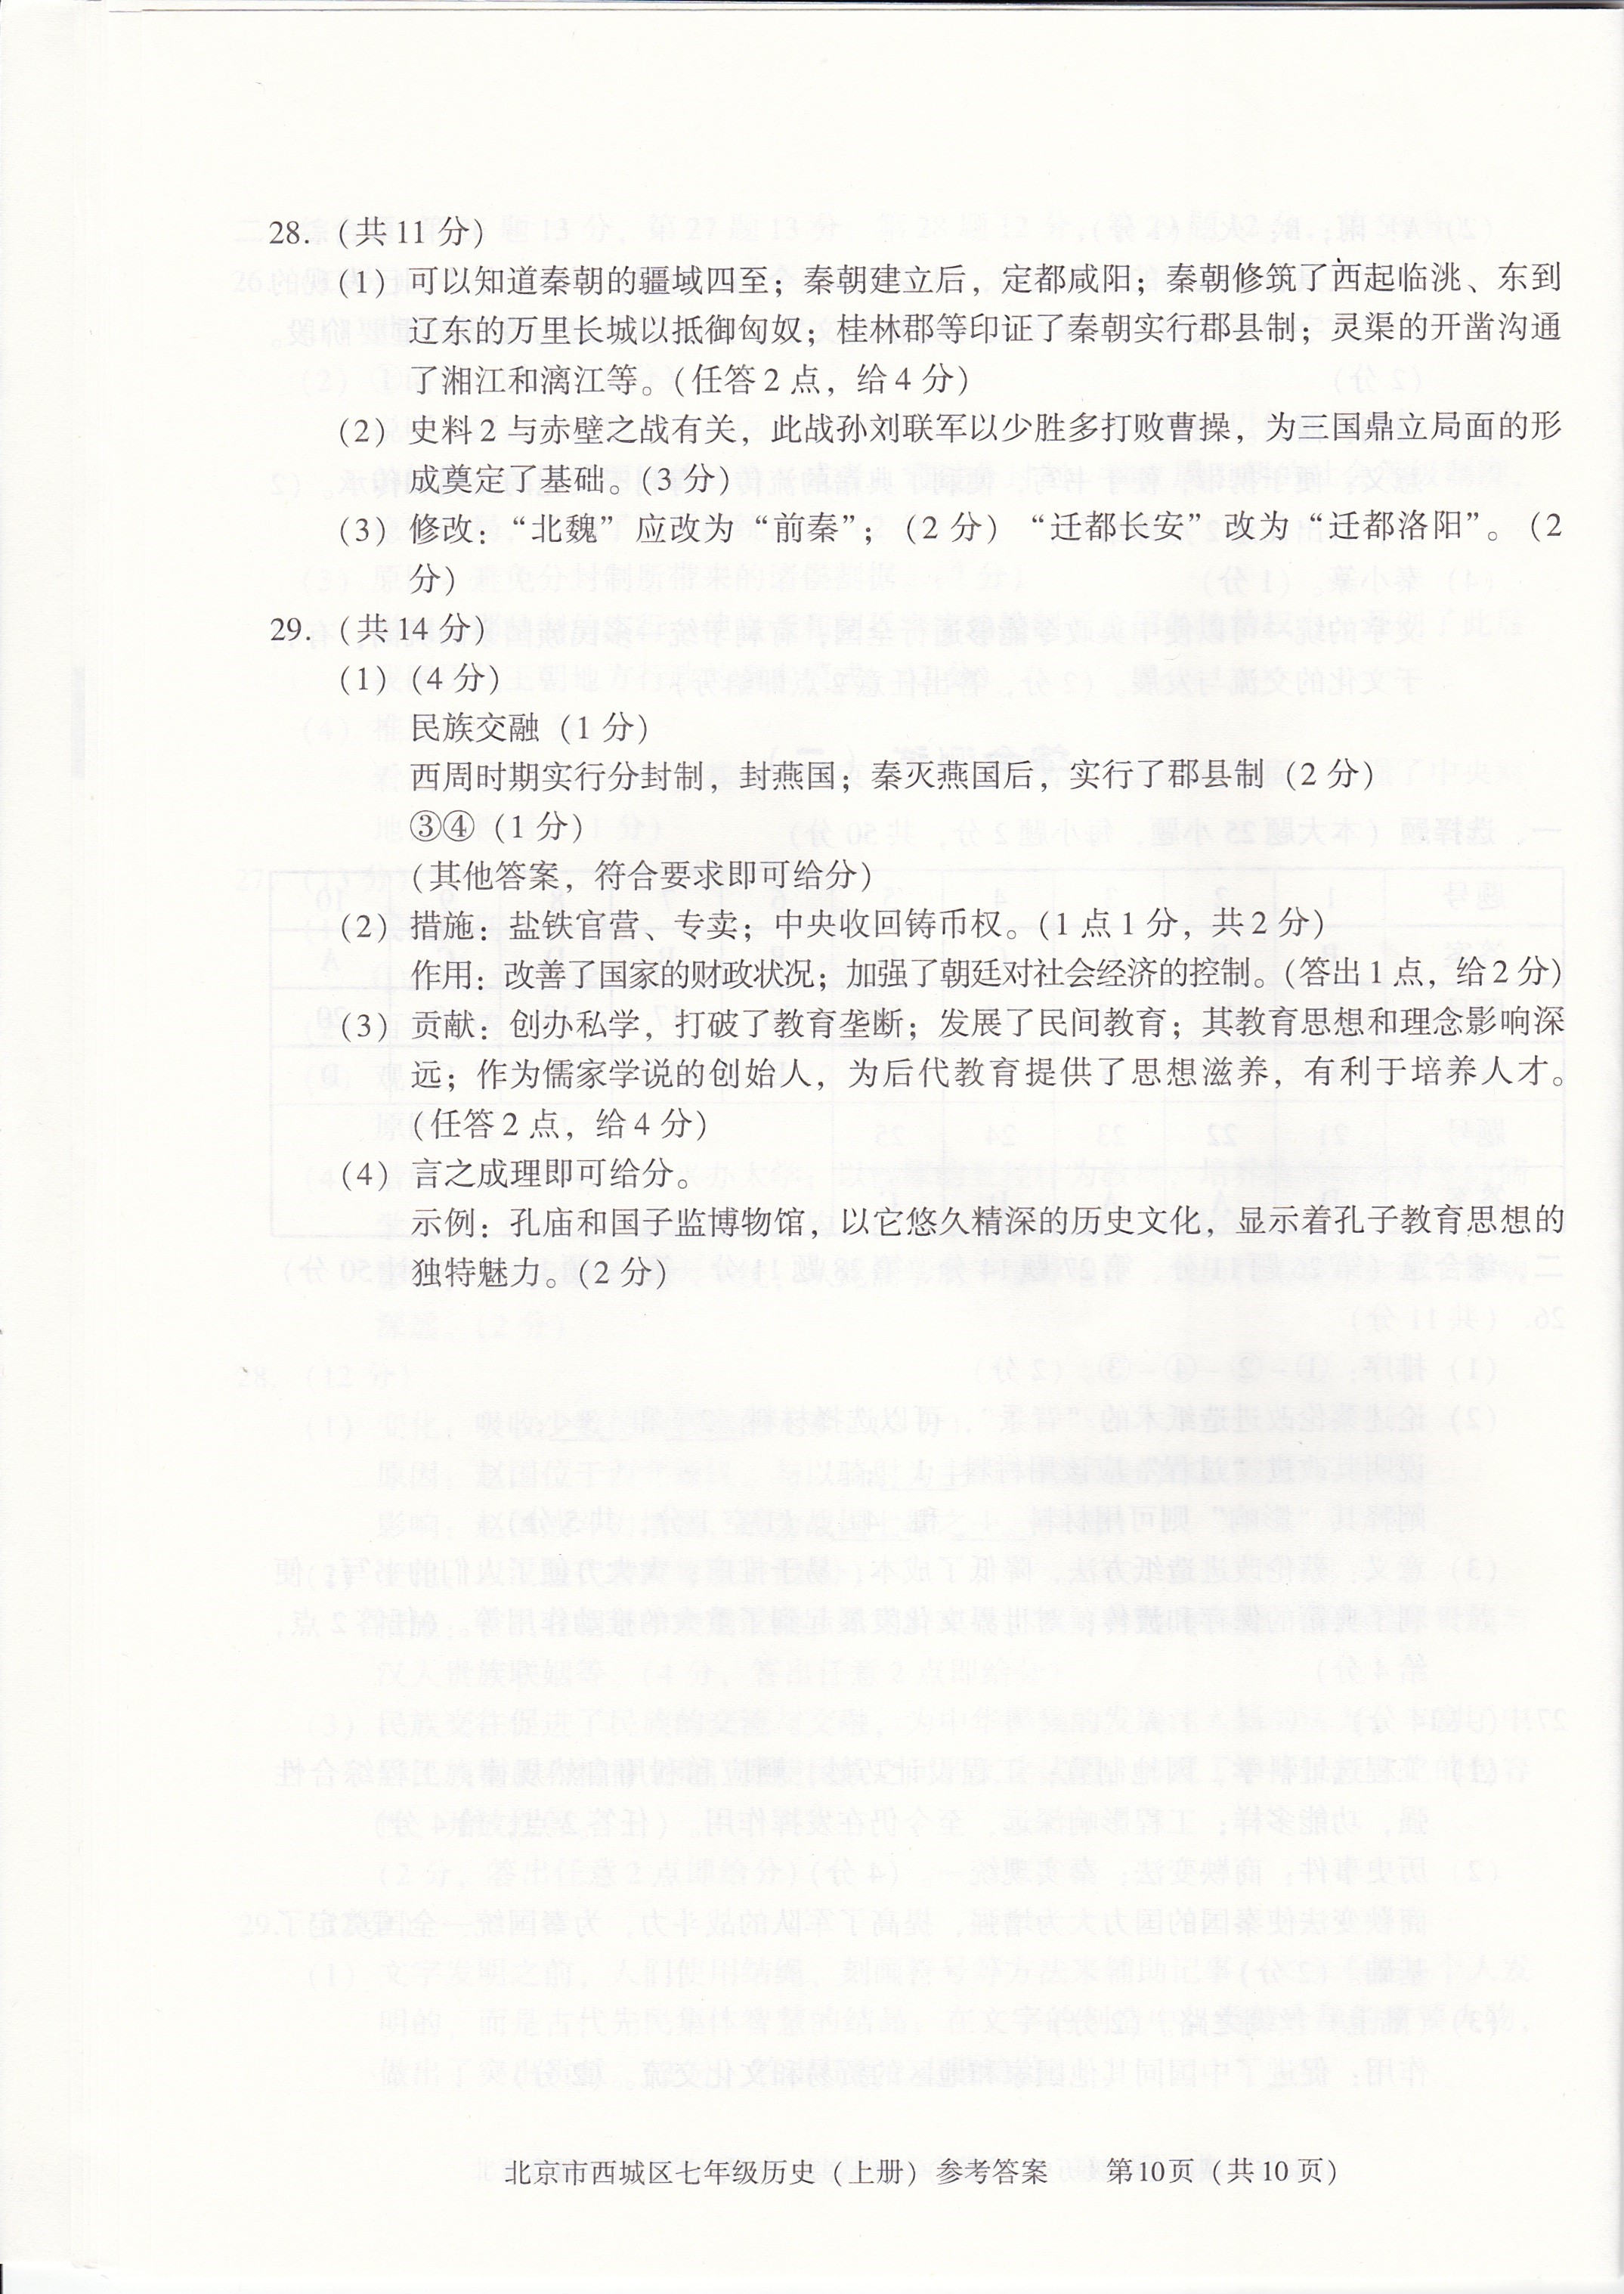 28. （共11 分）
（1）可以知道秦朝的疆域四至；秦朝建立后，定都咸阳；秦朝修筑了西起临洮、东到
辽东的万里长城以抵御匈奴；桂林郡等印证了秦朝实行郡县制；灵渠的开凿沟通
了湘江和漓江等。（任答2 点，给4 分）
（2）史料2 与赤壁之战有关，此战孙刘联军以少胜多打败曹操，为三国鼎立局面的形
成奠定了基础。（3 分）
（3）修改：“北魏”应改为“前秦”；（2 分）“迁都长安”改为“迁都洛阳”。（2
分）
29. （共14 分）
（1）（4 分）
民族交融（1 分）
西周时期实行分封制，封燕国；秦灭燕国后，实行了郡县制（2 分）
③④（1 分）
（其他答案，符合要求即可给分）
（2）措施：盐铁官营、专卖；中央收回铸币权。（1 点1 分，共2 分）
作用：改善了国家的财政状况；加强了朝廷对社会经济的控制。（答出1 点，给2 分）
（3）贡献：创办私学，打破了教育垄断；发展了民间教育；其教育思想和理念影响深
远；作为儒家学说的创始人，为后代教育提供了思想滋养，有利于培养人才。
（任答2 点，给4 分）
（4）言之成理即可给分。
示例：孔庙和国子监博物馆，以它悠久精深的历史文化，显示着孔子教育思想的
独特魅力。（2 分）
北京市西城区七年级历史（上册）参考答案 第10页（共10 页）